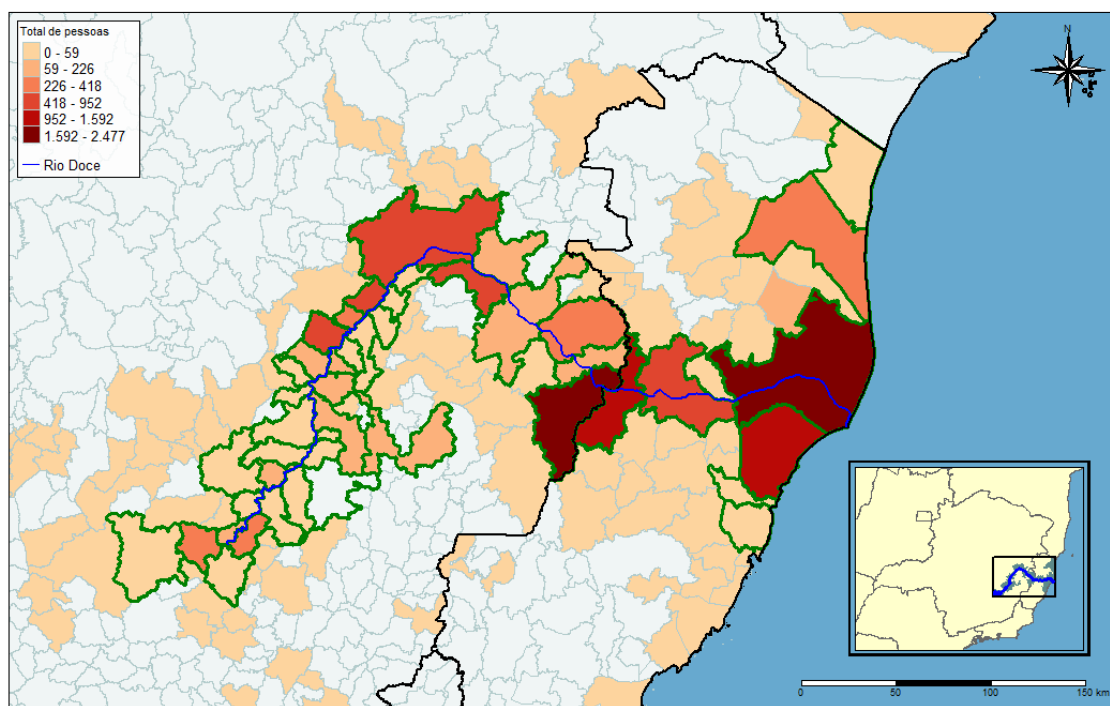 Total de pessoas
0 - 59
59 - 226
226 - 418
418 - 952
952 - 1.592
1.592 - 2.477
Rio Doce
0 50 100 150 km